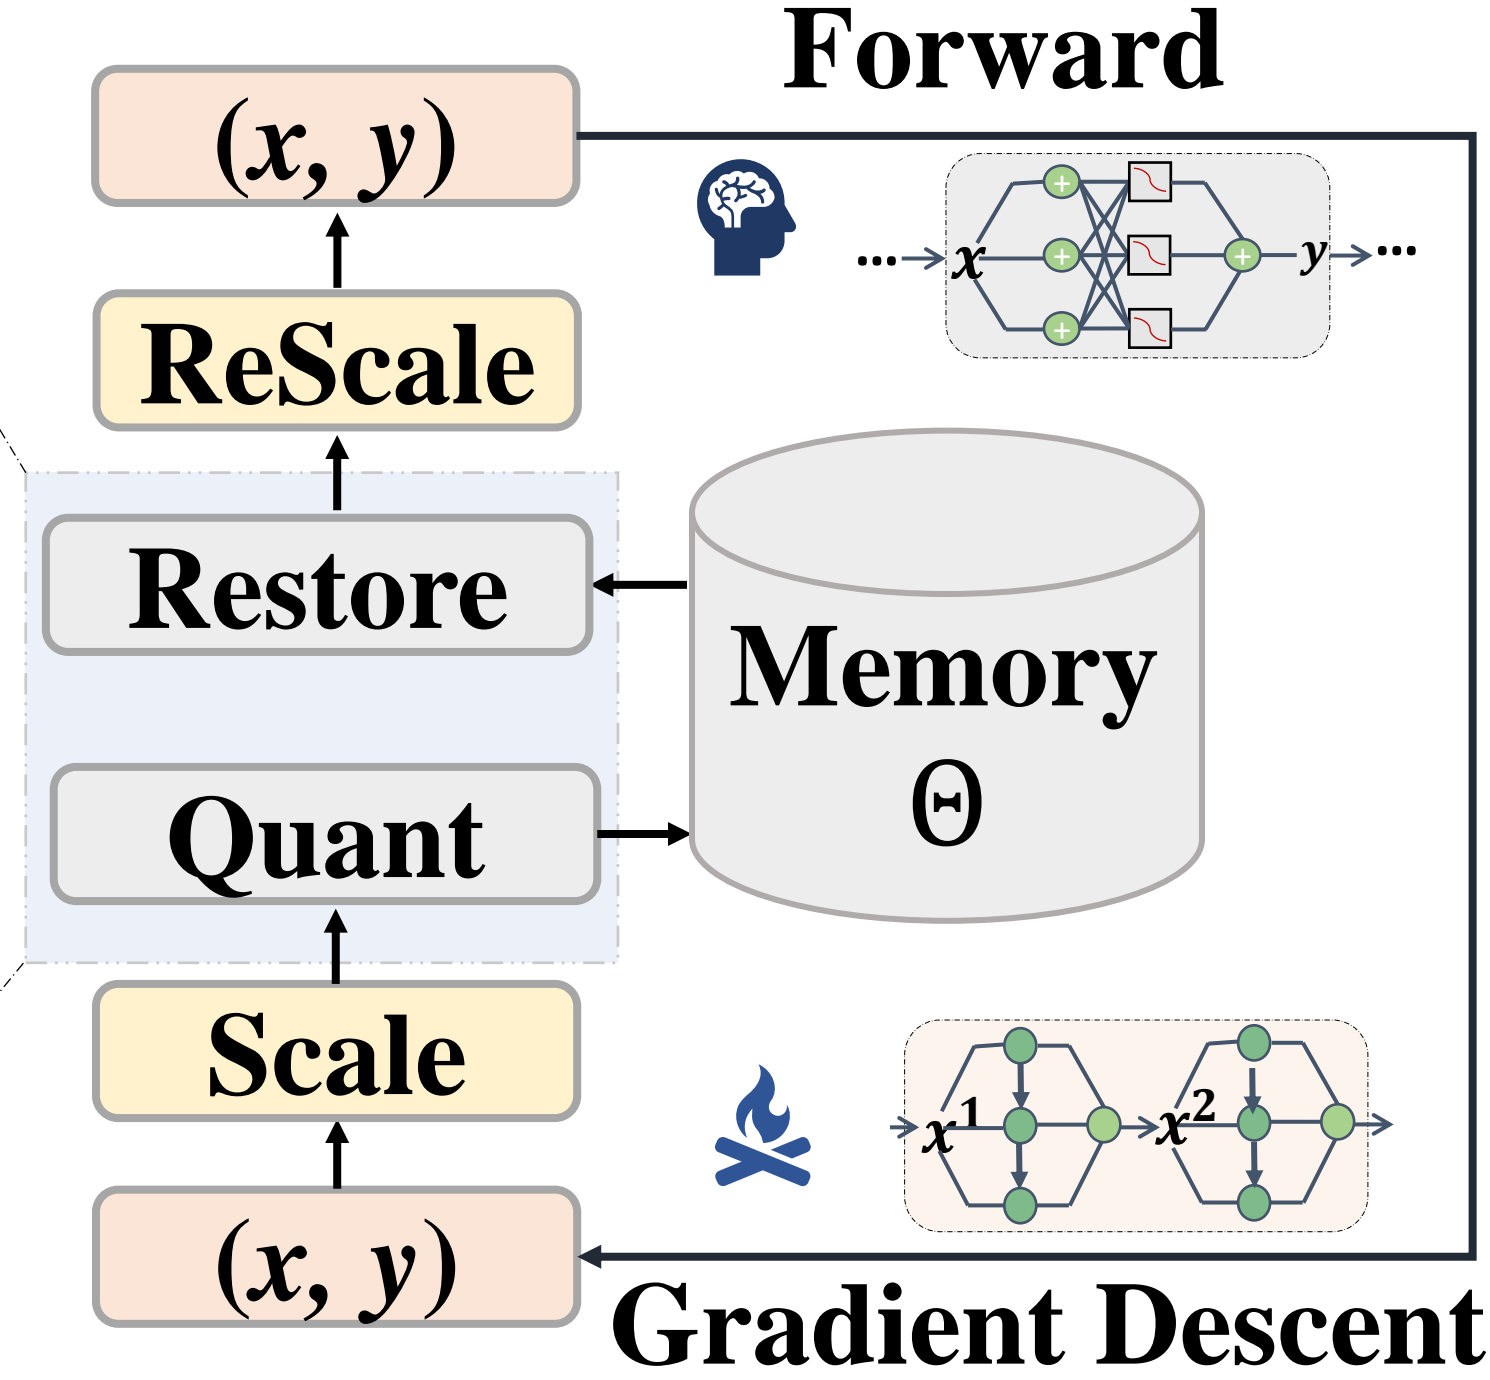 Forward
(x, y)
... x + + + + y ...
ReScale
Restore
Memory
Θ
Quant
Scale
x¹ x²
(x, y)
Gradient Descent